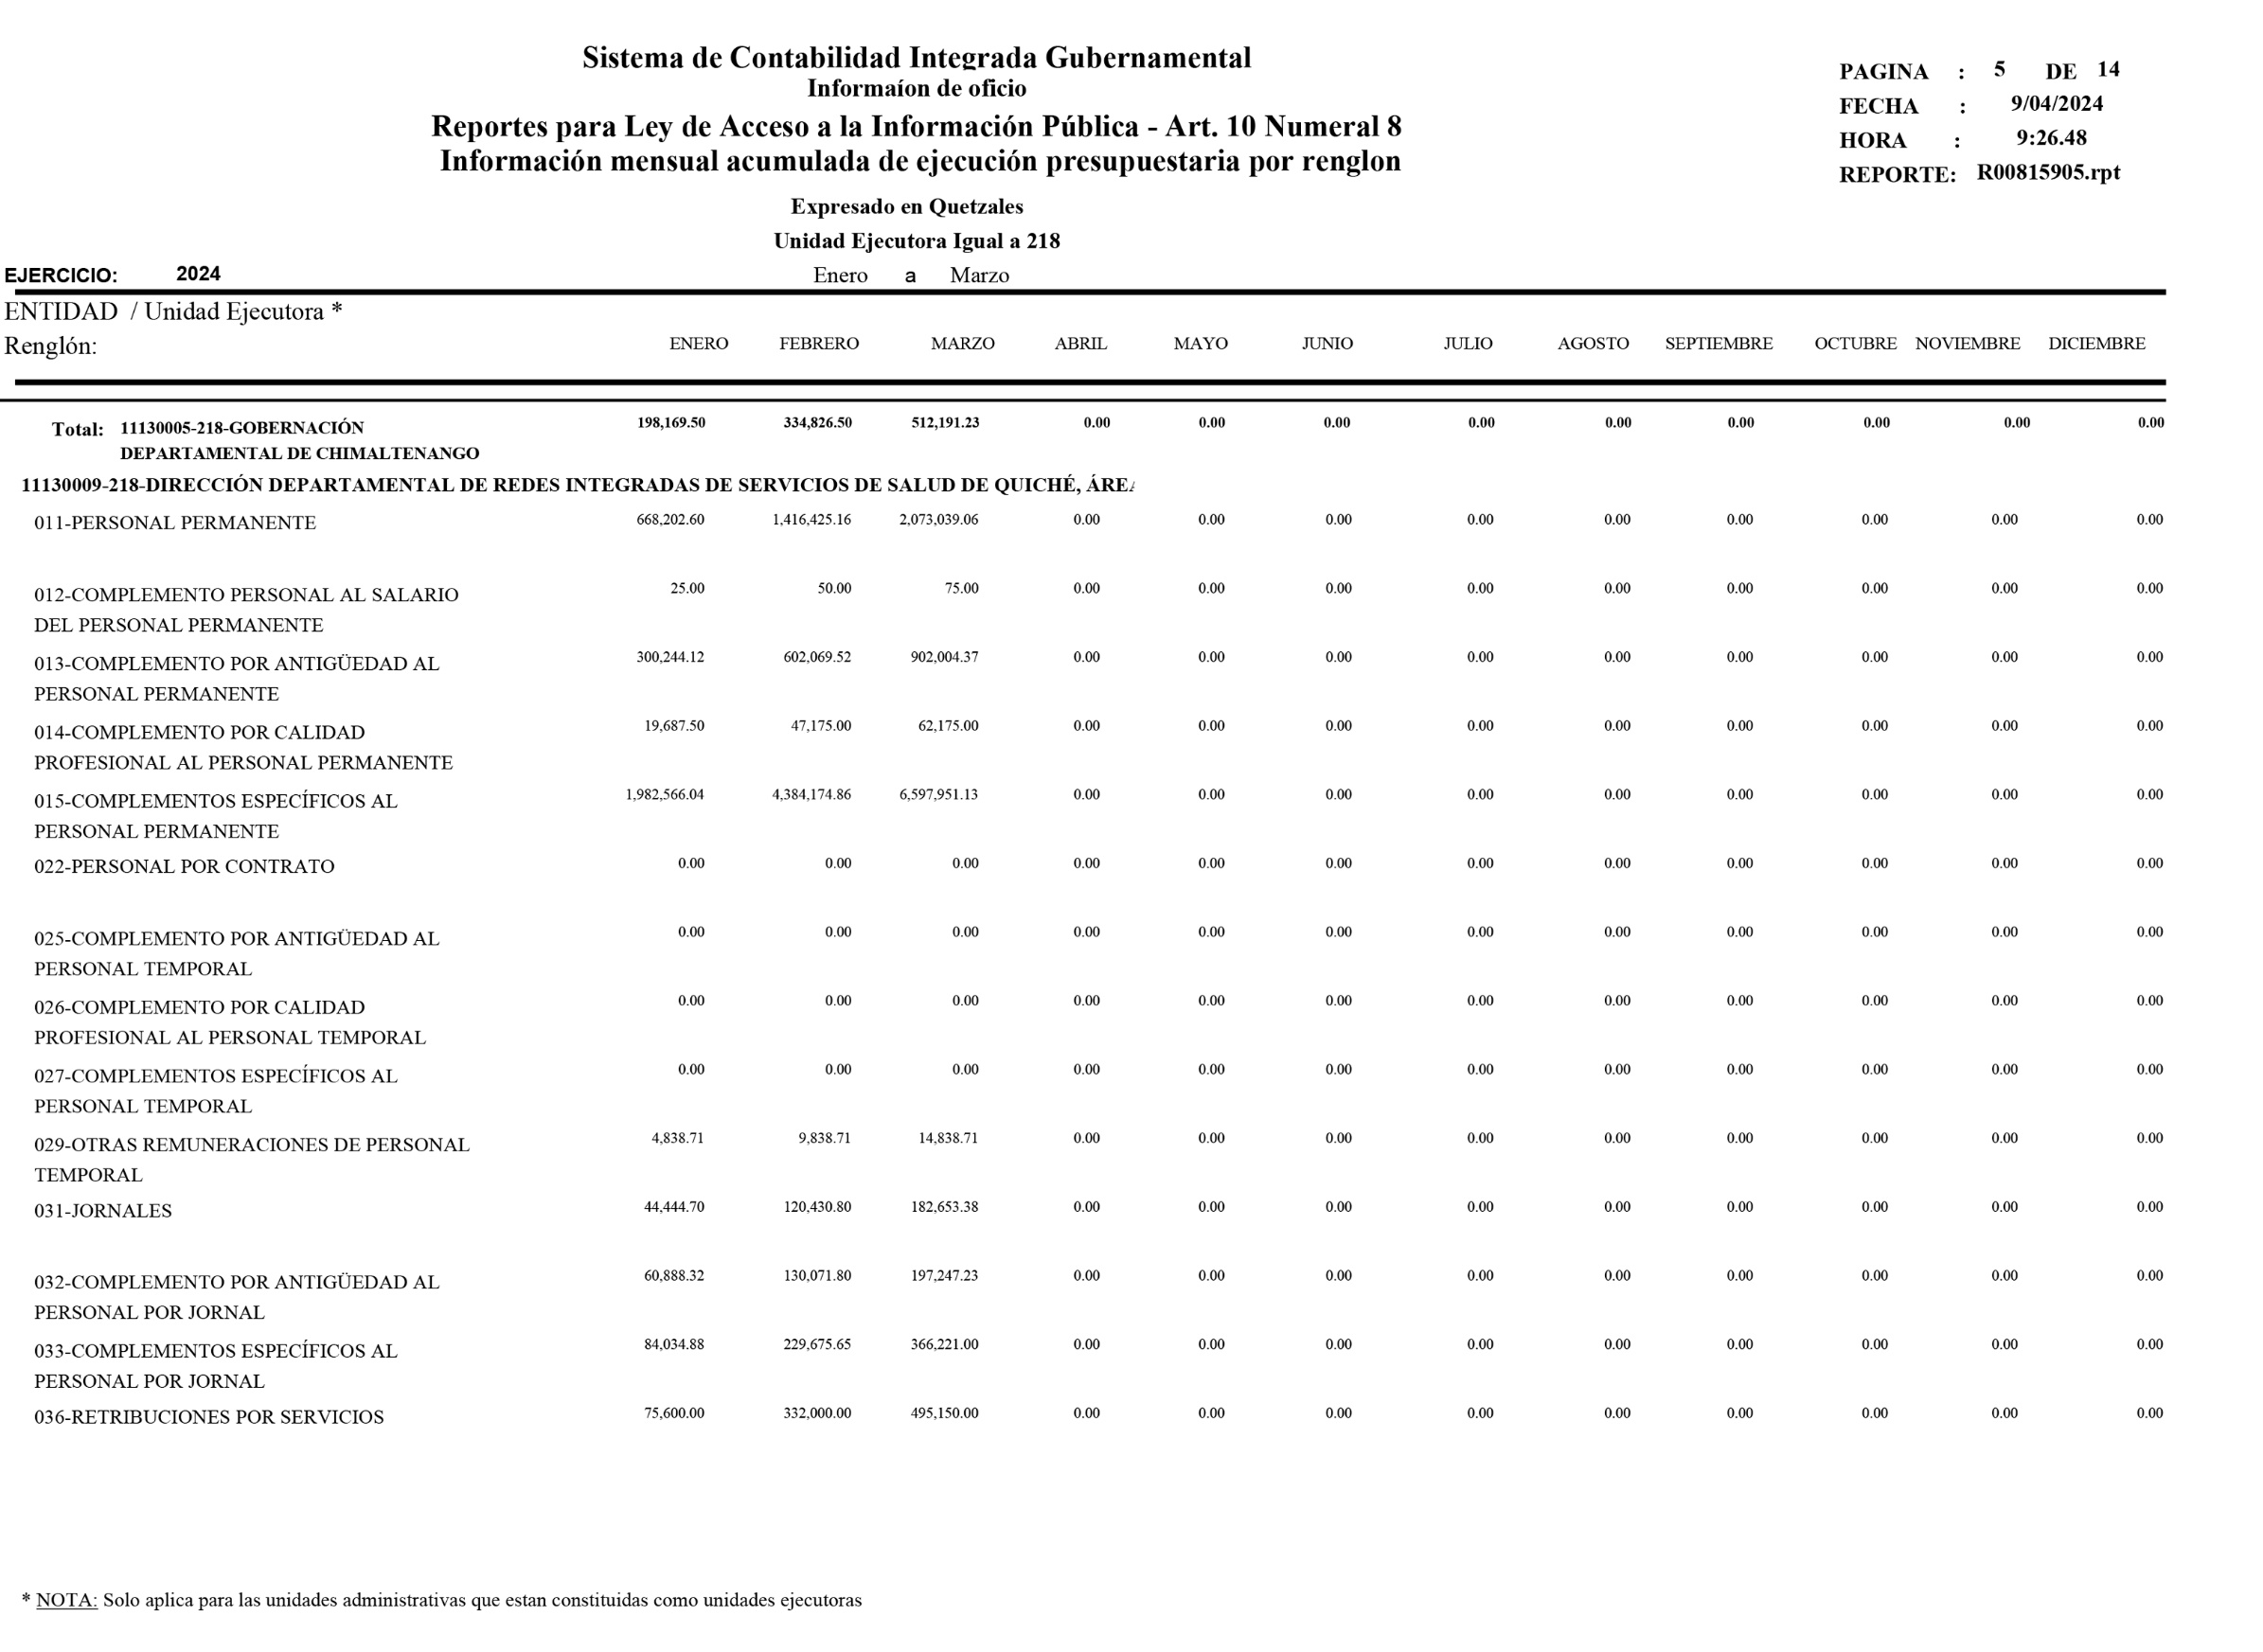 Sistema de Contabilidad Integrada Gubernamental
Informaíon de oficio
Reportes para Ley de Acceso a la Información Pública - Art. 10 Numeral 8
Información mensual acumulada de ejecución presupuestaria por renglon
Expresado en Quetzales
Unidad Ejecutora Igual a 218
PAGINA : 5 DE 14
FECHA : 9/04/2024
HORA : 9:26.48
REPORTE: R00815905.rpt
EJERCICIO: 2024 Enero a Marzo
ENTIDAD / Unidad Ejecutora *
Renglón: ENERO FEBRERO MARZO ABRIL MAYO JUNIO JULIO AGOSTO SEPTIEMBRE OCTUBRE NOVIEMBRE DICIEMBRE
Total: 11130005-218-GOBERNACIÓN 198,169.50 334,826.50 512,191.23 0.00 0.00 0.00 0.00 0.00 0.00 0.00 0.00 0.00
DEPARTAMENTAL DE CHIMALTENANGO
11130009-218-DIRECCIÓN DEPARTAMENTAL DE REDES INTEGRADAS DE SERVICIOS DE SALUD DE QUICHÉ, ÁREA
011-PERSONAL PERMANENTE 668,202.60 1,416,425.16 2,073,039.06 0.00 0.00 0.00 0.00 0.00 0.00 0.00 0.00 0.00
012-COMPLEMENTO PERSONAL AL SALARIO 25.00 50.00 75.00 0.00 0.00 0.00 0.00 0.00 0.00 0.00 0.00 0.00
DEL PERSONAL PERMANENTE
013-COMPLEMENTO POR ANTIGÜEDAD AL 300,244.12 602,069.52 902,004.37 0.00 0.00 0.00 0.00 0.00 0.00 0.00 0.00 0.00
PERSONAL PERMANENTE
014-COMPLEMENTO POR CALIDAD 19,687.50 47,175.00 62,175.00 0.00 0.00 0.00 0.00 0.00 0.00 0.00 0.00 0.00
PROFESIONAL AL PERSONAL PERMANENTE
015-COMPLEMENTOS ESPECÍFICOS AL 1,982,566.04 4,384,174.86 6,597,951.13 0.00 0.00 0.00 0.00 0.00 0.00 0.00 0.00 0.00
PERSONAL PERMANENTE
022-PERSONAL POR CONTRATO 0.00 0.00 0.00 0.00 0.00 0.00 0.00 0.00 0.00 0.00 0.00 0.00
025-COMPLEMENTO POR ANTIGÜEDAD AL 0.00 0.00 0.00 0.00 0.00 0.00 0.00 0.00 0.00 0.00 0.00 0.00
PERSONAL TEMPORAL
026-COMPLEMENTO POR CALIDAD 0.00 0.00 0.00 0.00 0.00 0.00 0.00 0.00 0.00 0.00 0.00 0.00
PROFESIONAL AL PERSONAL TEMPORAL
027-COMPLEMENTOS ESPECÍFICOS AL 0.00 0.00 0.00 0.00 0.00 0.00 0.00 0.00 0.00 0.00 0.00 0.00
PERSONAL TEMPORAL
029-OTRAS REMUNERACIONES DE PERSONAL 4,838.71 9,838.71 14,838.71 0.00 0.00 0.00 0.00 0.00 0.00 0.00 0.00 0.00
TEMPORAL
031-JORNALES 44,444.70 120,430.80 182,653.38 0.00 0.00 0.00 0.00 0.00 0.00 0.00 0.00 0.00
032-COMPLEMENTO POR ANTIGÜEDAD AL 60,888.32 130,071.80 197,247.23 0.00 0.00 0.00 0.00 0.00 0.00 0.00 0.00 0.00
PERSONAL POR JORNAL
033-COMPLEMENTOS ESPECÍFICOS AL 84,034.88 229,675.65 366,221.00 0.00 0.00 0.00 0.00 0.00 0.00 0.00 0.00 0.00
PERSONAL POR JORNAL
036-RETRIBUCIONES POR SERVICIOS 75,600.00 332,000.00 495,150.00 0.00 0.00 0.00 0.00 0.00 0.00 0.00 0.00 0.00
* NOTA: Solo aplica para las unidades administrativas que estan constituidas como unidades ejecutoras